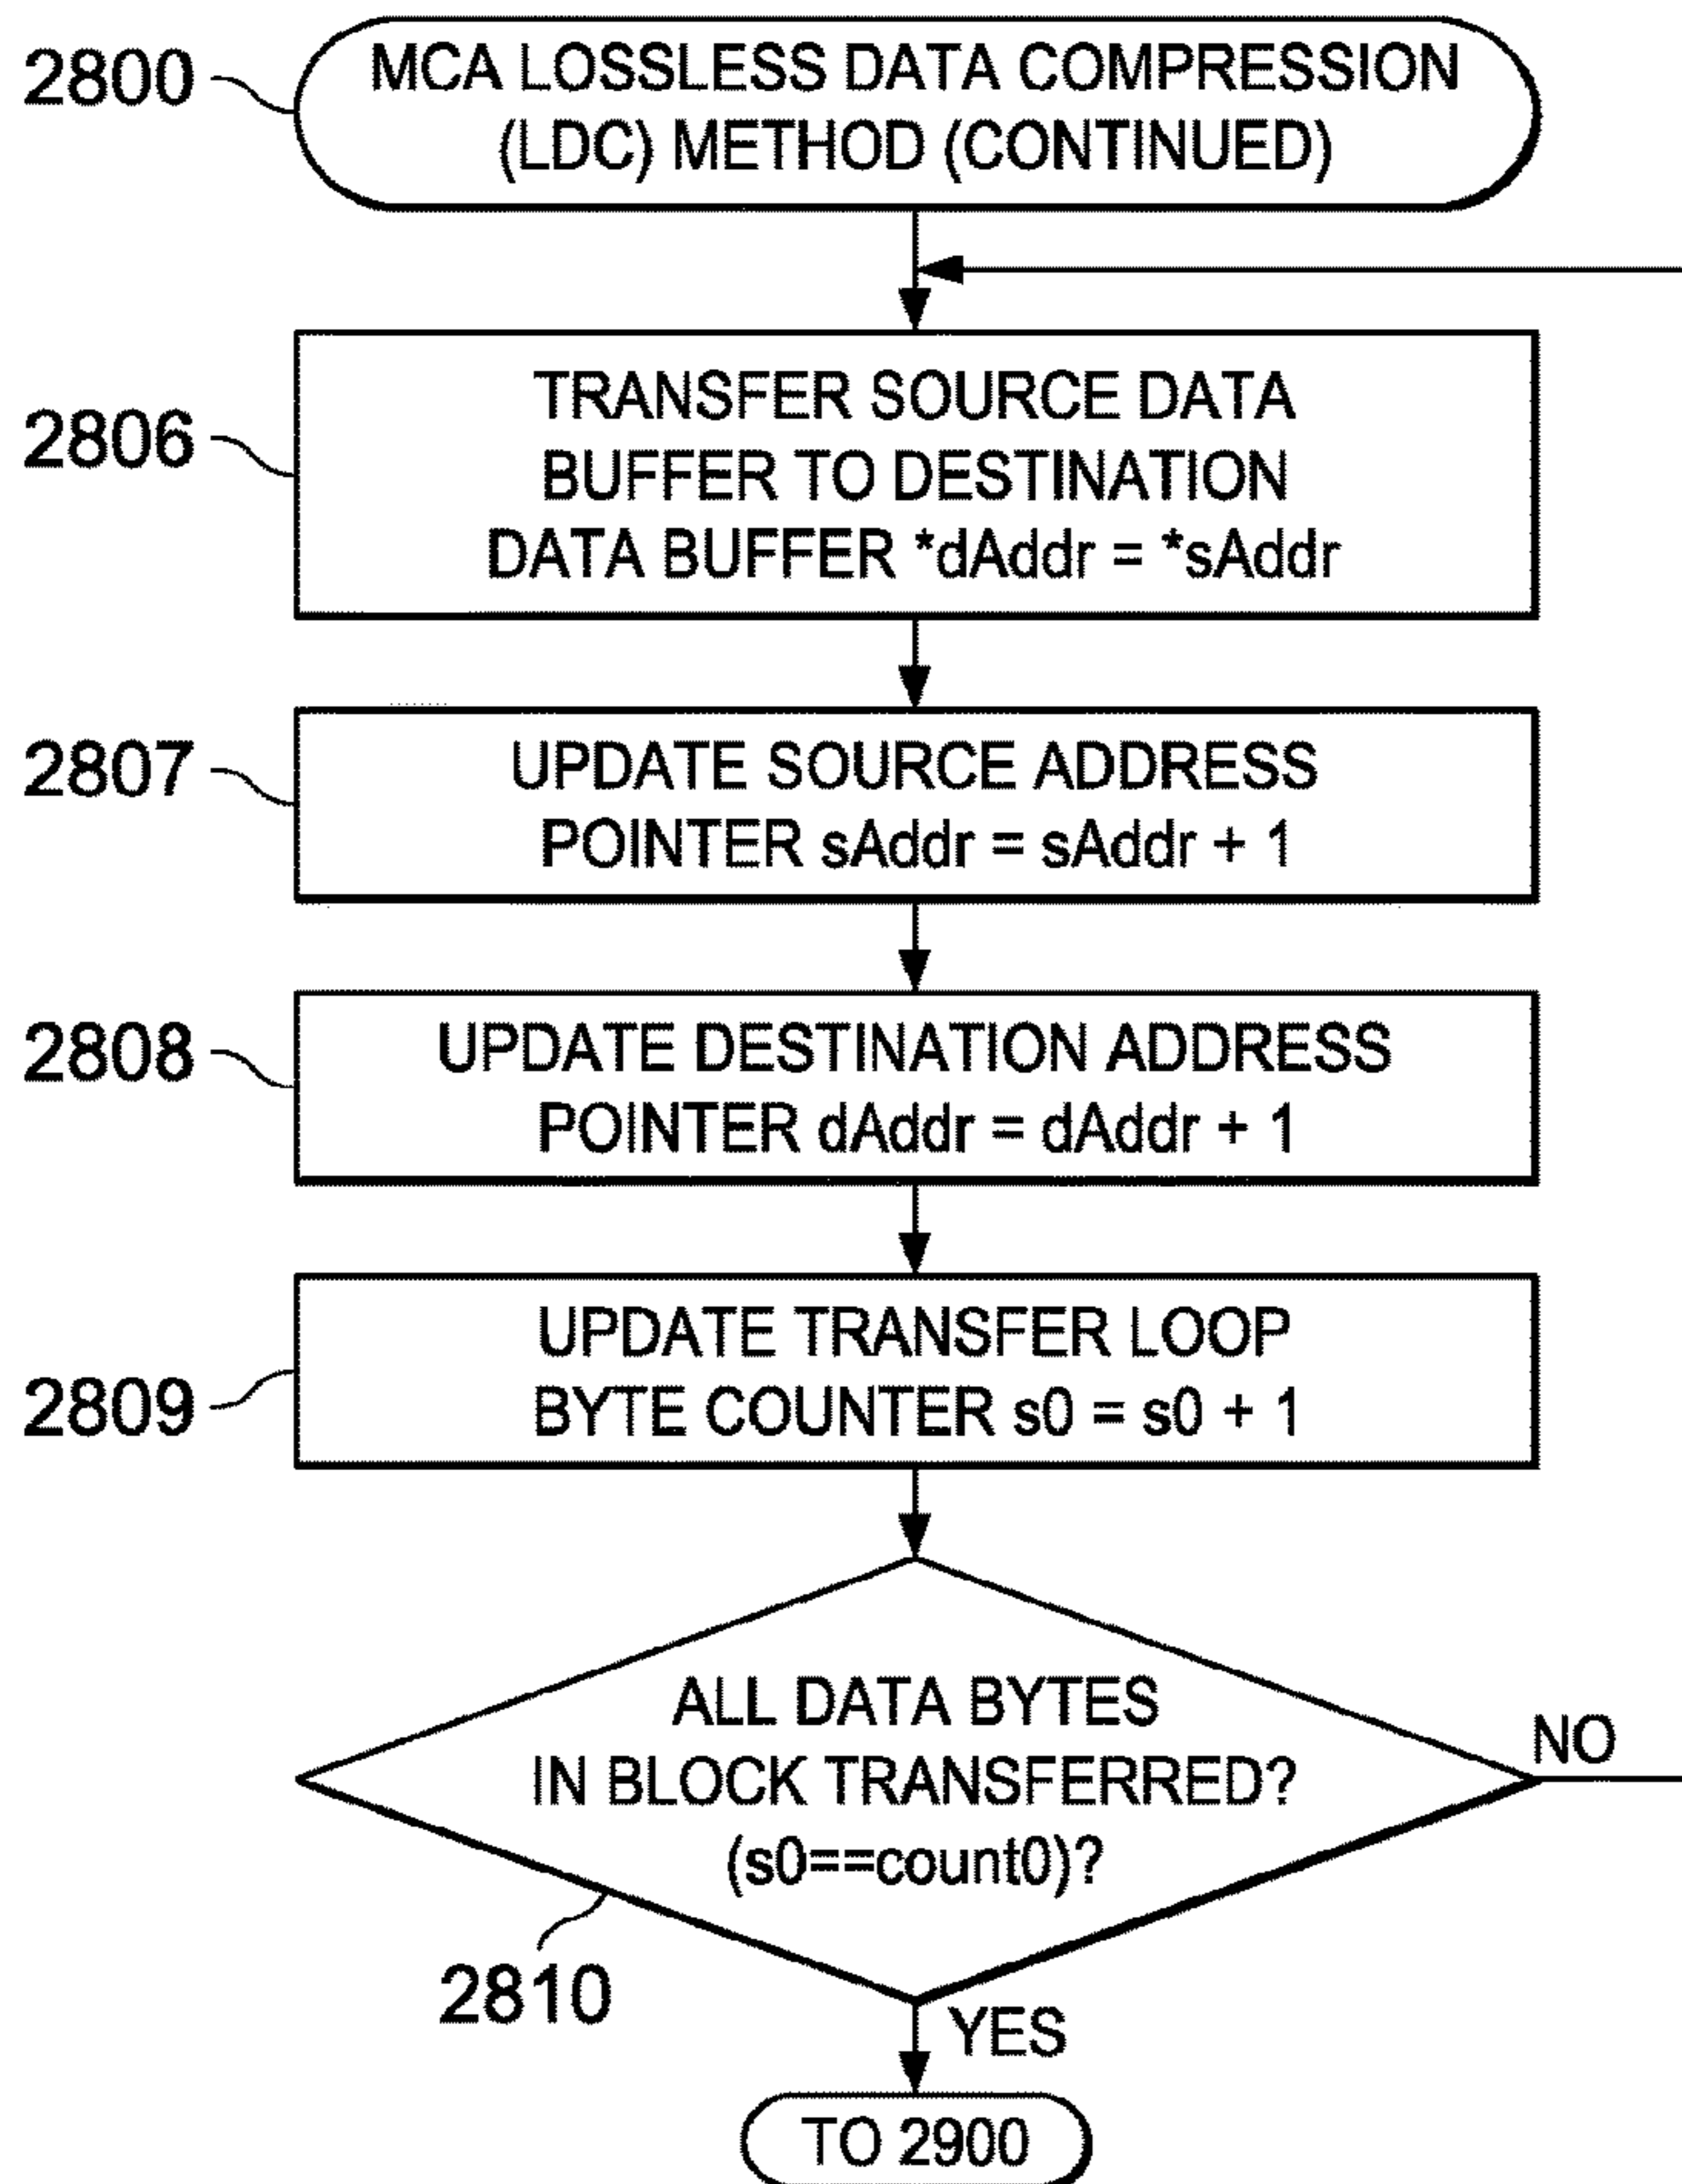 2800
MCA LOSSLESS DATA COMPRESSION
(LDC) METHOD (CONTINUED)
2806
TRANSFER SOURCE DATA
BUFFER TO DESTINATION
DATA BUFFER *dAddr = *sAddr
2807
UPDATE SOURCE ADDRESS
POINTER sAddr = sAddr + 1
2808
UPDATE DESTINATION ADDRESS
POINTER dAddr = dAddr + 1
2809
UPDATE TRANSFER LOOP
BYTE COUNTER s0 = s0 + 1
ALL DATA BYTES
IN BLOCK TRANSFERRED?
(s0==count0)?
NO
2810
YES
TO 2900